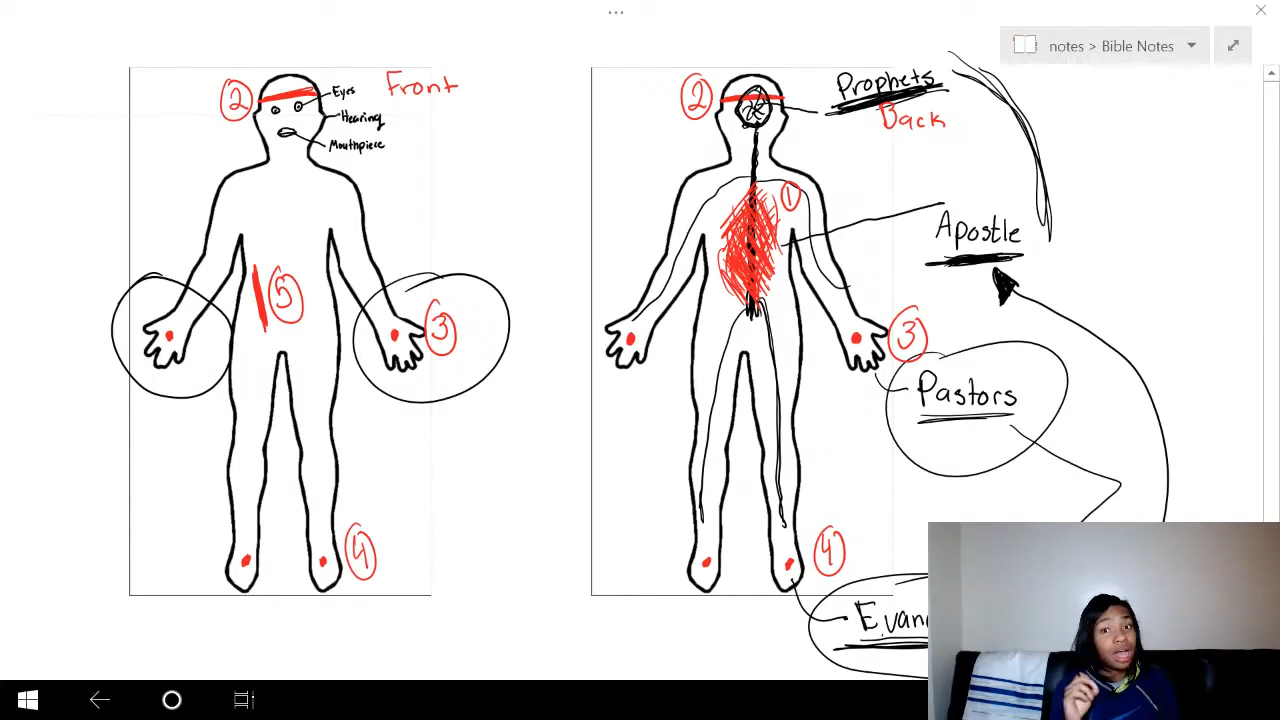 notes > Bible Notes
② Eyes Front
Hearing
Mouthpiece
⑤
③
④
② Prophets
Back
①
Apostle
③
Pastors
④
Evan